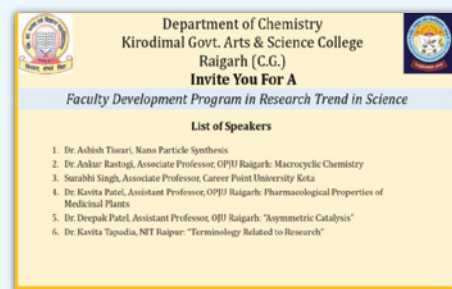 Department of Chemistry
Kirodimal Govt. Arts & Science College
Raigarh (C.G.)
Invite You For A
Faculty Development Program in Research Trend in Science
List of Speakers
1. Dr. Ashish Tiwari, Nano Particle Synthesis
2. Dr. Ankur Rastogi, Associate Professor, OPJU Raigarh: Macrocyclic Chemistry
3. Surabhi Singh, Associate Professor, Career Point University Kota
4. Dr. Kavita Patel, Assistant Professor, OPJU Raigarh: Pharmacological Properties of
Medicinal Plants
5. Dr. Deepak Patel, Assistant Professor, OJU Raigarh: "Asymmetric Catalysis"
6. Dr. Kavita Tapadia, NIT Raipur: "Terminology Related to Research"